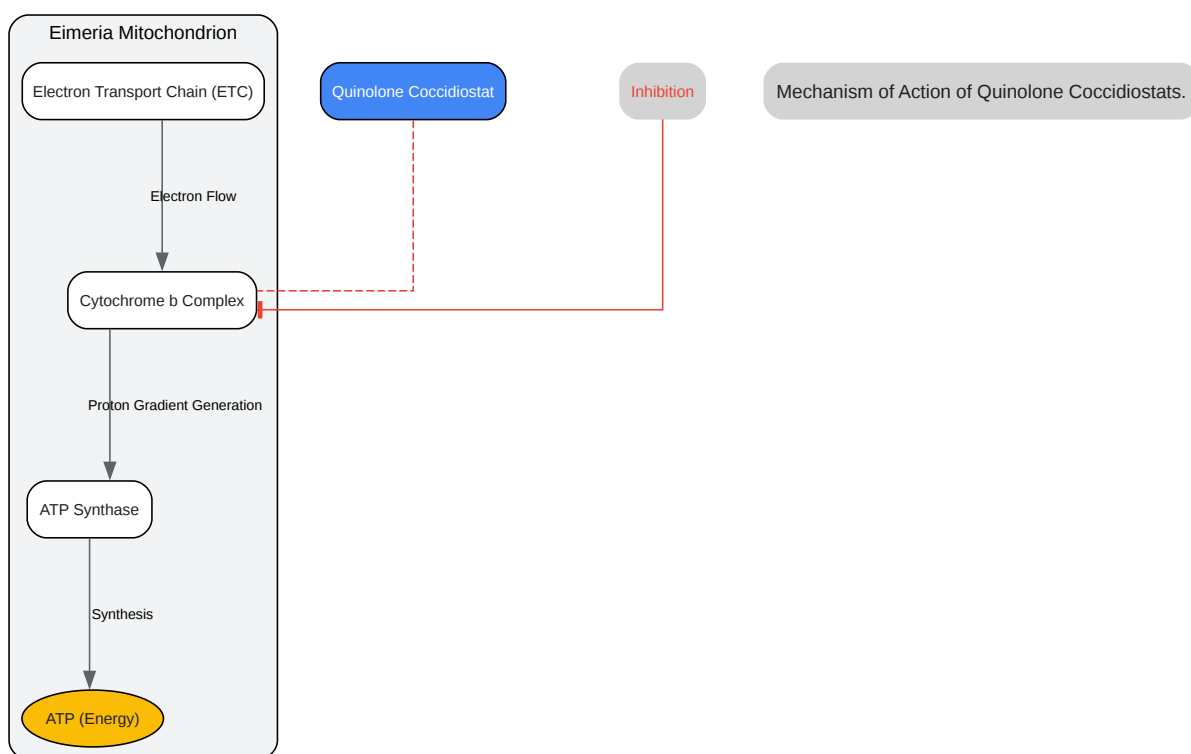 Eimeria Mitochondrion
Electron Transport Chain (ETC)
Quinolone Coccidiostat
Inhibition
Mechanism of Action of Quinolone Coccidiostats.
Electron Flow
Cytochrome b Complex
Proton Gradient Generation
ATP Synthase
Synthesis
ATP (Energy)